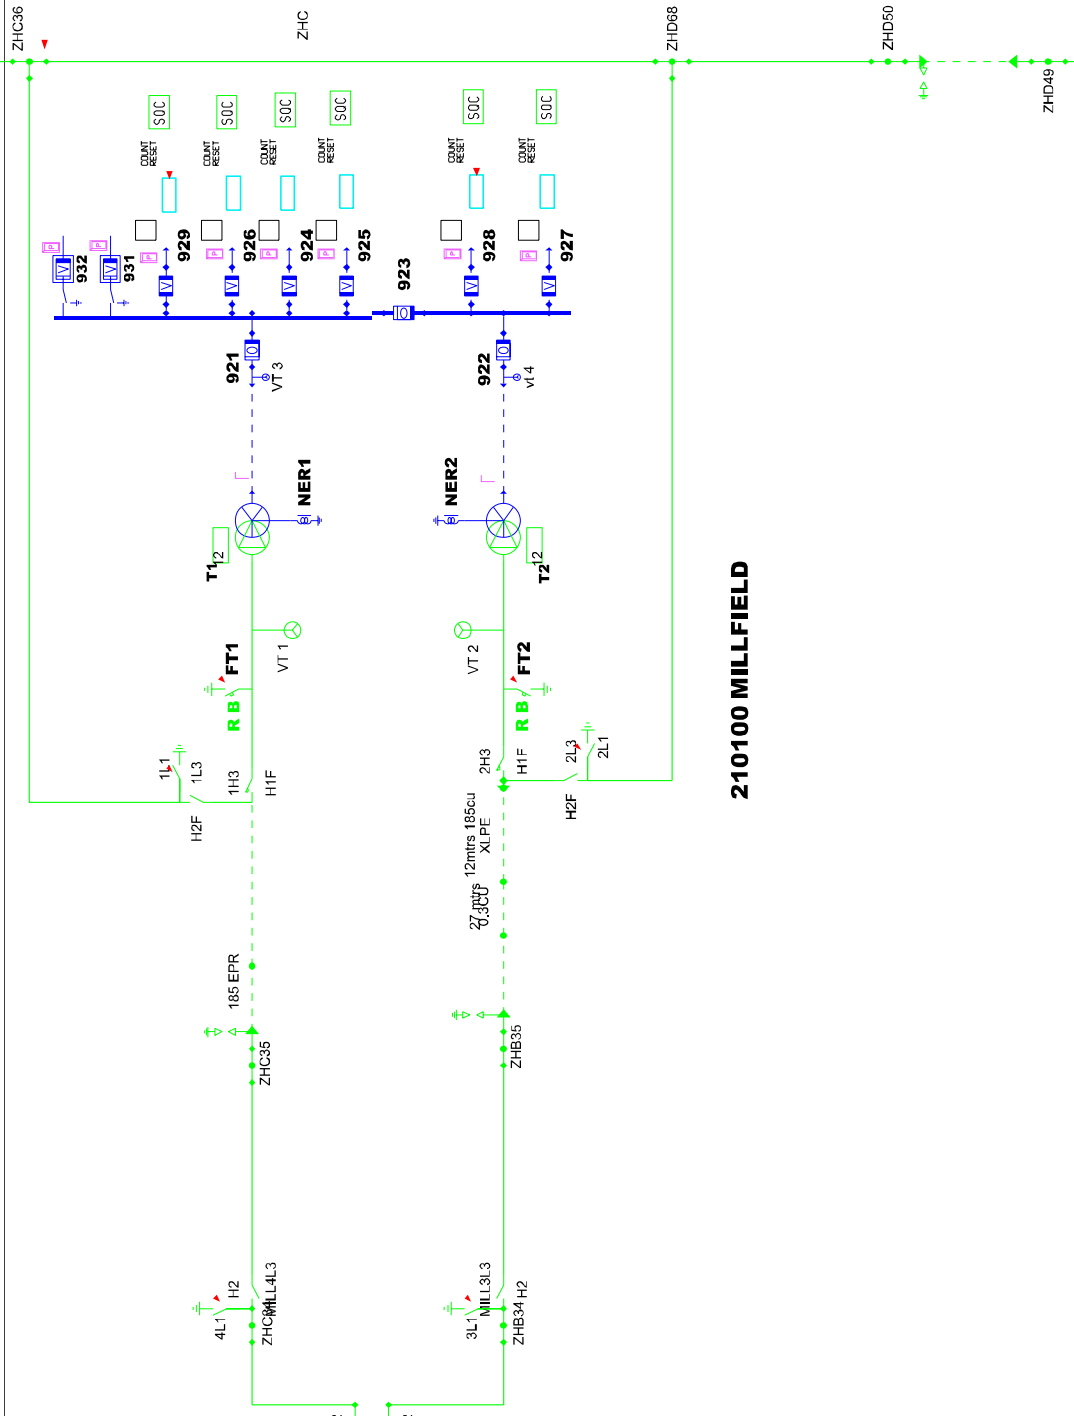 ZHC36
ZHC
ZHD68
ZHD50
ZHD49
SOC
SOC
SOC
SOC
SOC
SOC
COUNT
RESET
COUNT
RESET
COUNT
RESET
COUNT
RESET
COUNT
RESET
COUNT
RESET
P
P
P
P
P
P
P
P
932
931
929
926
924
925
923
928
927
V
V
V
V
V
V
V
V
921
VT 3
922
vt 4
NER1
NER2
T1
12
12
T2
FT1
VT 1
VT 2
FT2
R B
R B
210100 MILLFIELD
1L1
1L3
1H3
H1F
H2F
2H3
H1F
2L3
2L1
H2F
12mtrs 185cu
XLPE
27 mtrs
0.3CU
185 EPR
ZHC35
ZHB35
H2
MILL4L3
4L1
ZHC34
MILL3L3
H2
3L1
ZHB34